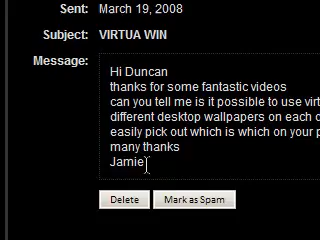 Sent: March 19, 2008
Subject: VIRTUA WIN
Message:
Hi Duncan
thanks for some fantastic videos
can you tell me is it possible to use virt
different desktop wallpapers on each d
easily pick out which is which on your p
many thanks
Jamie
Delete Mark as Spam